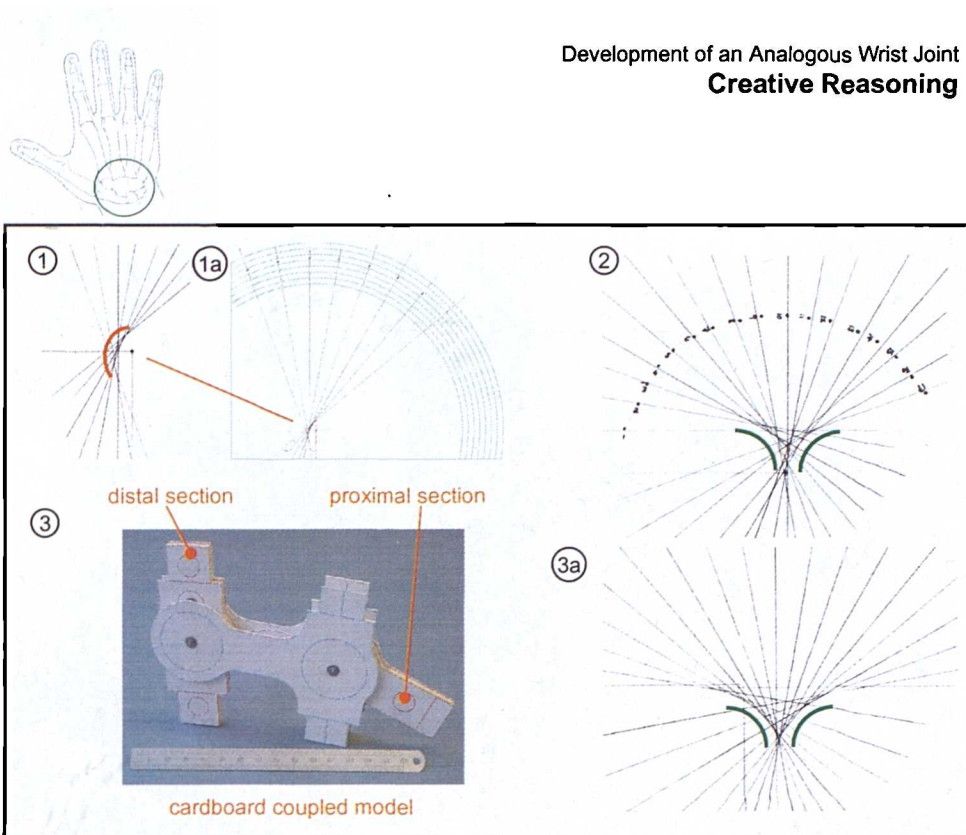 Development of an Analogous Wrist Joint
Creative Reasoning
1
1a
2
distal section
proximal section
3
3a
cardboard coupled model